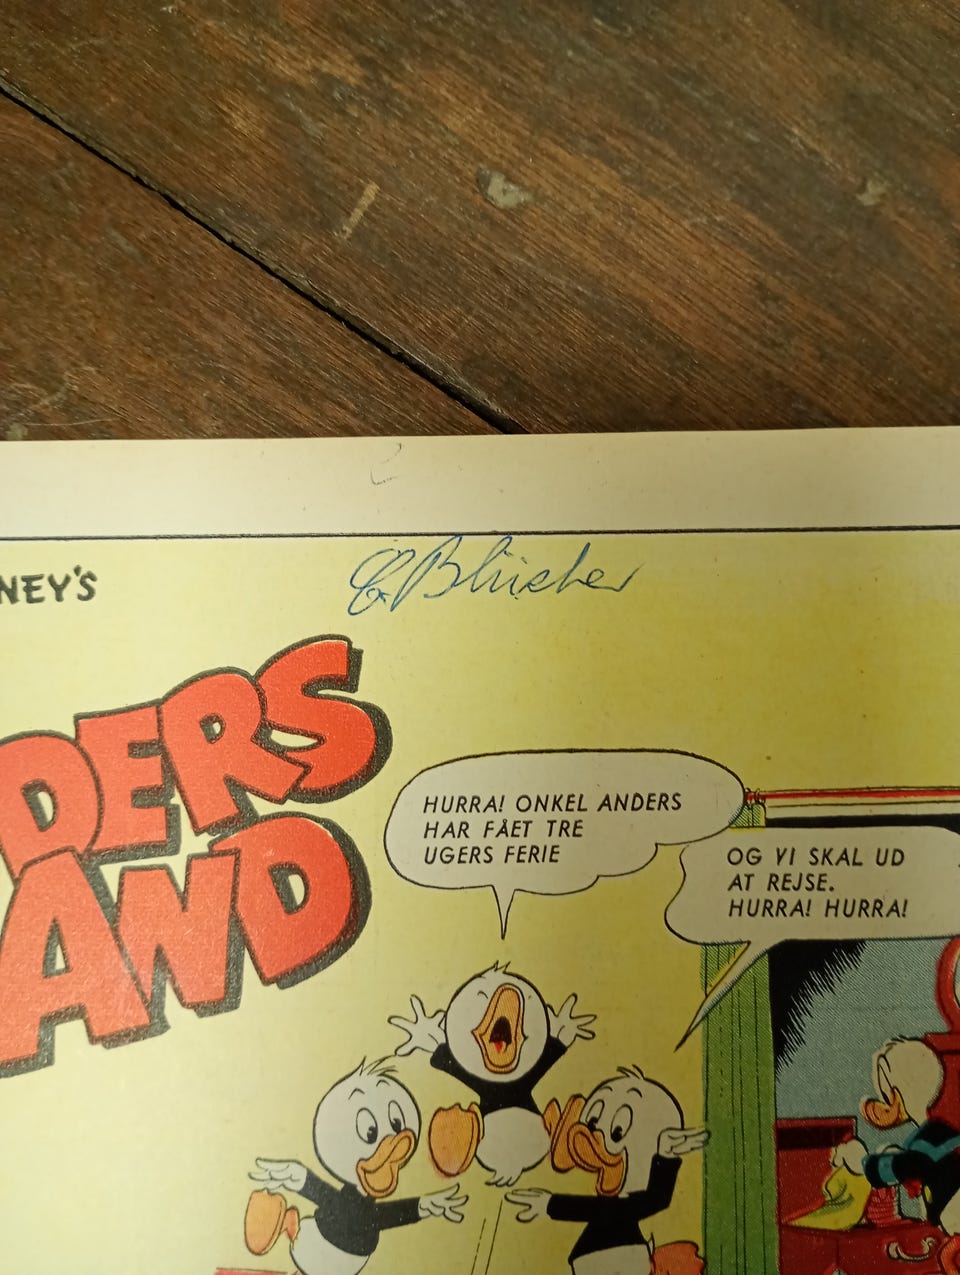 E. Blücher
NEY'S
DERS
AND
HURRA! ONKEL ANDERS
HAR FÅET TRE
UGERS FERIE
OG VI SKAL UD
AT REJSE.
HURRA! HURRA!